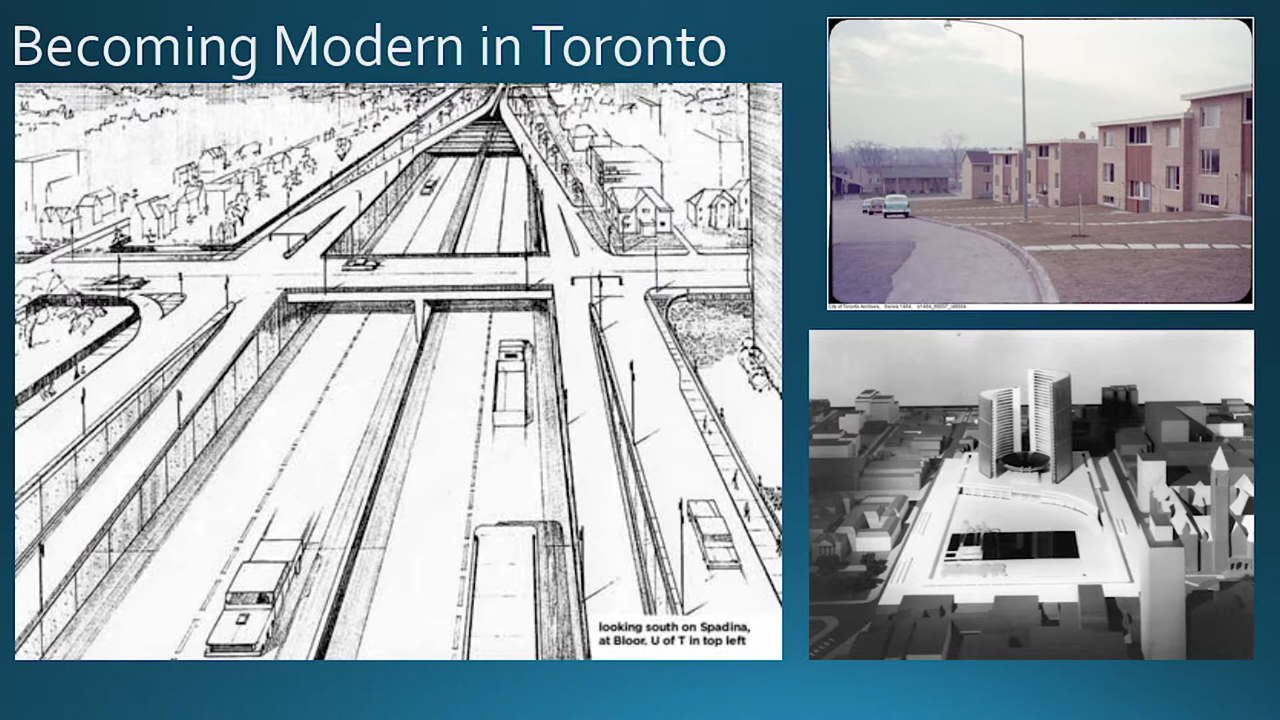 Becoming Modern in Toronto
City of Toronto Archives, Series 1464,
looking south on Spadina,
at Bloor. U of T in top left